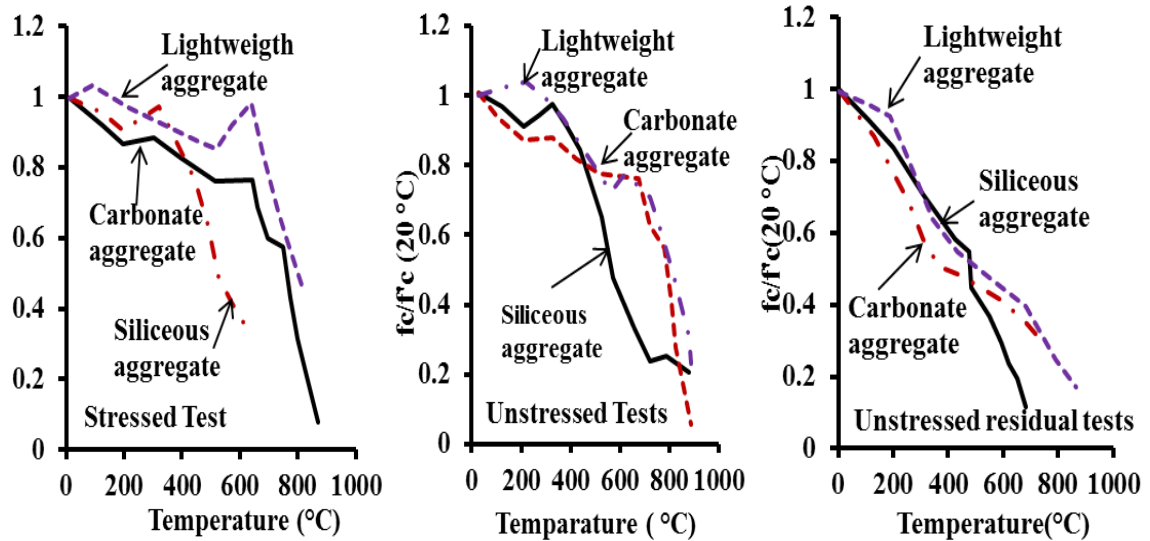 1.2
1
0.8
0.6
0.4
0.2
0
0 200 400 600 800 1000
Temperature (°C)
Lightweigth
aggregate
Carbonate
aggregate
Siliceous
aggregate
Stressed Test
fc/f'c (20 °C)
1.2
1
0.8
0.6
0.4
0.2
0
0 200 400 600 800 1000
Temparature ( °C)
Lightweight
aggregate
Carbonate
aggregate
Siliceous
aggregate
Unstressed Tests
fc/f'c(20 °C)
1.2
1
0.8
0.6
0.4
0.2
0
0 200 400 600 800 1000
Temperature(°C)
Lightweight
aggregate
Siliceous
aggregate
Carbonate
aggregate
Unstressed residual tests